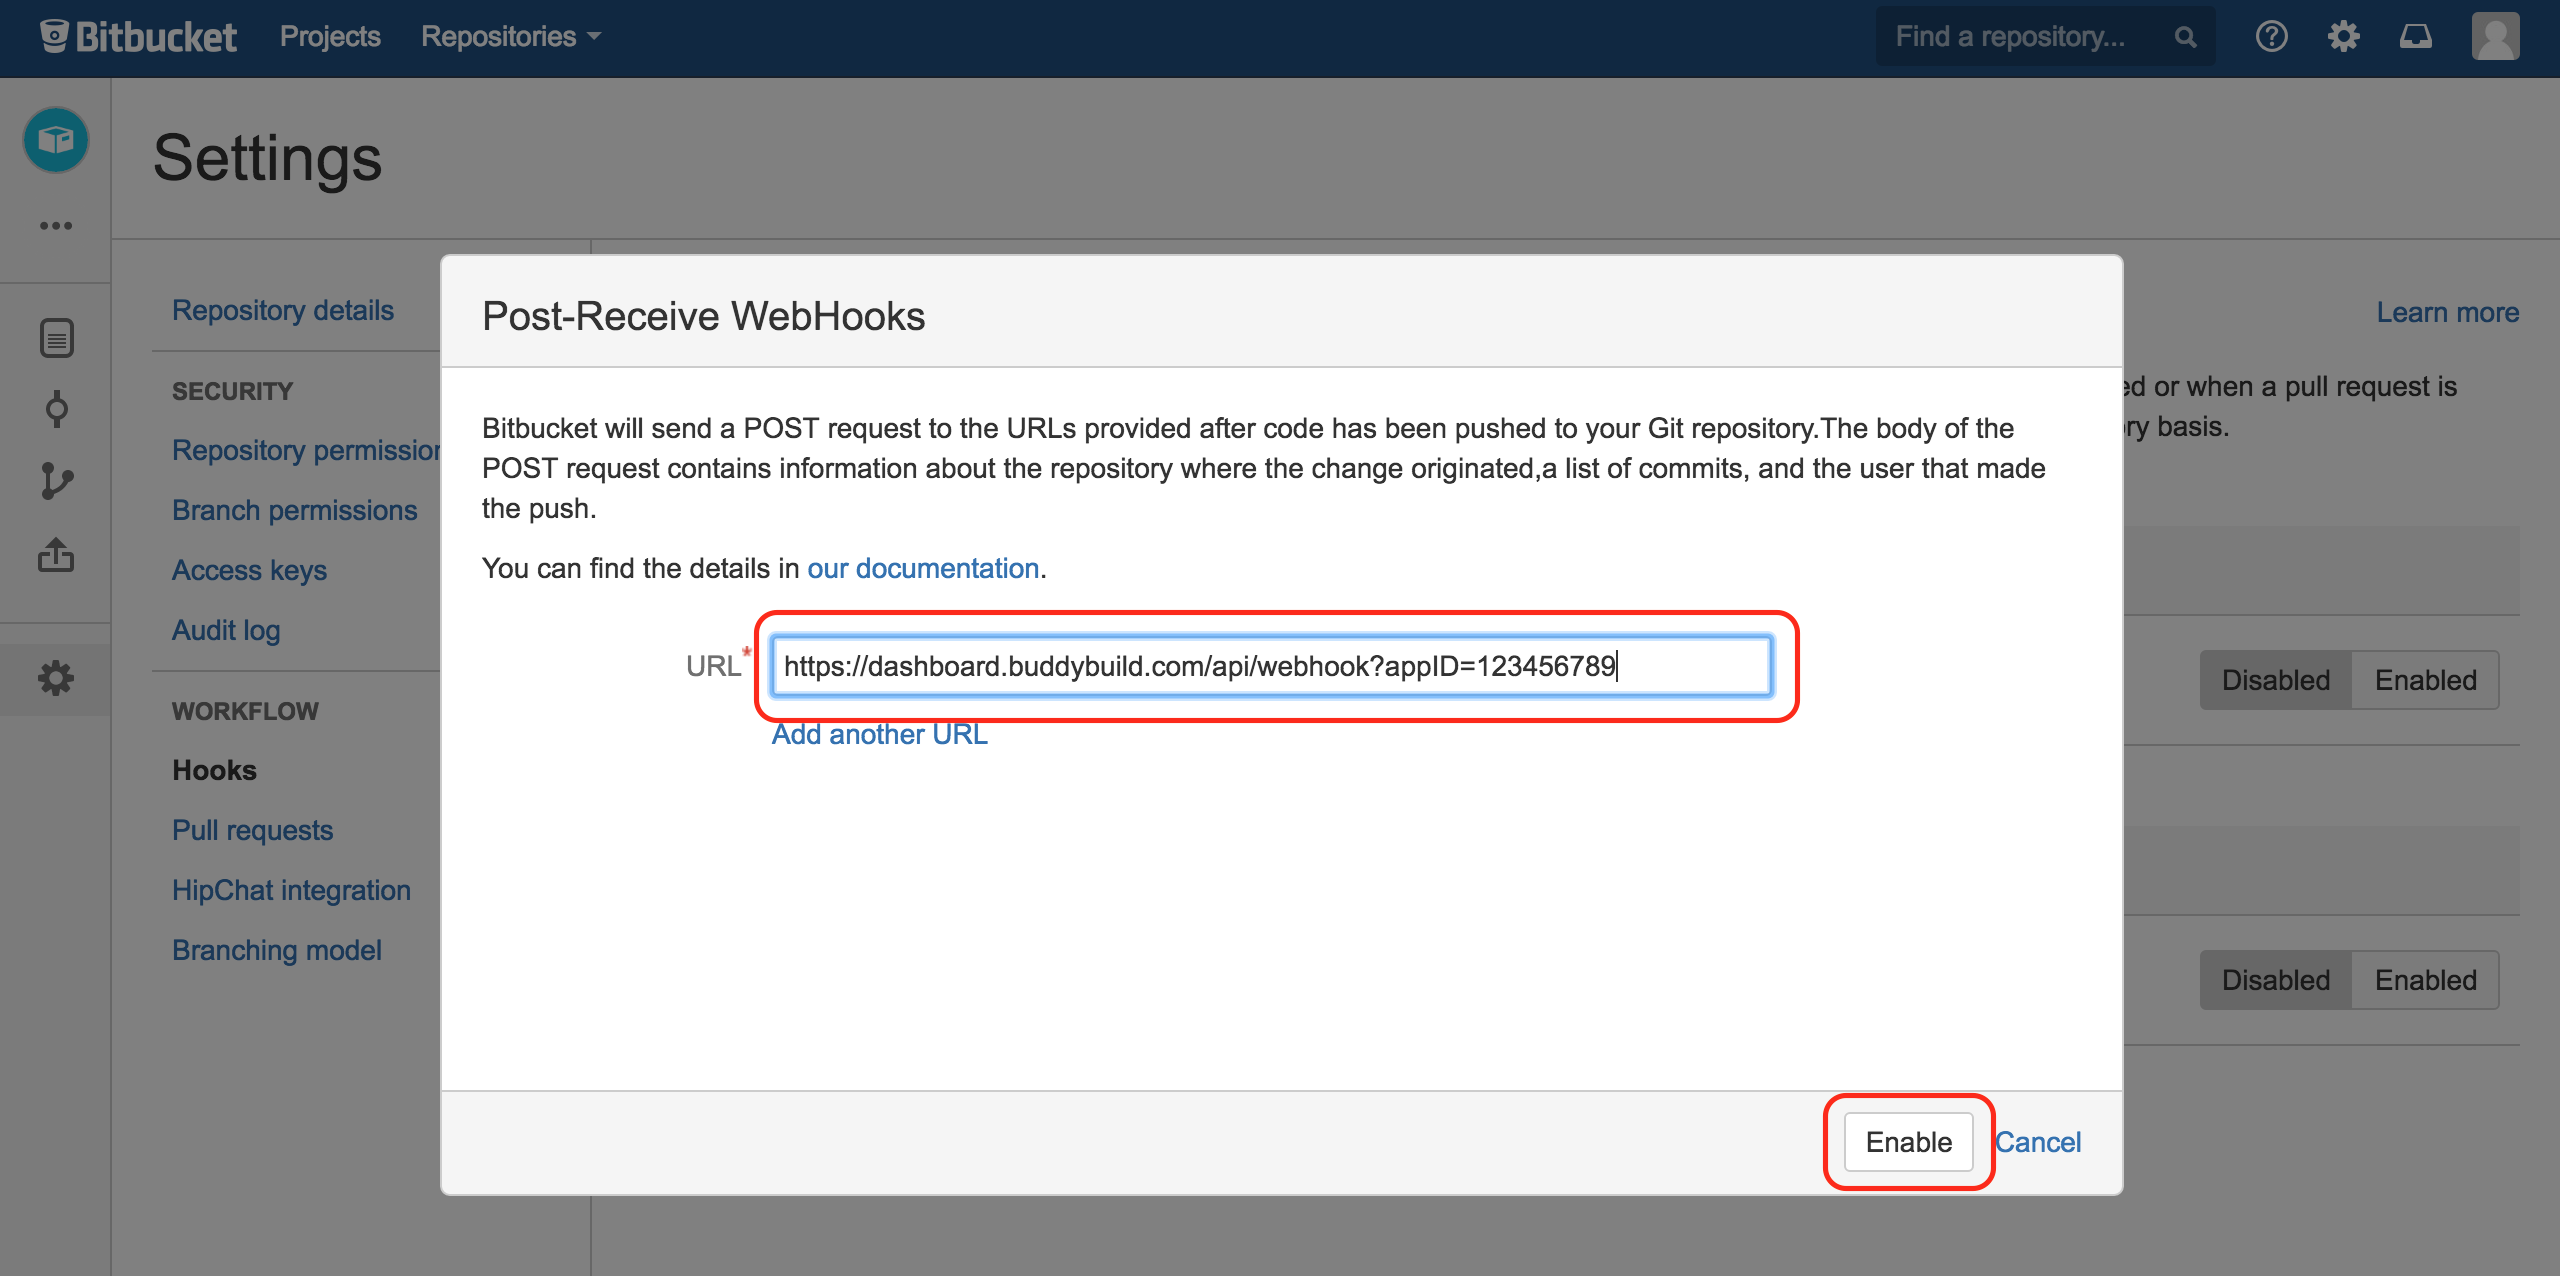 Bitbucket Projects Repositories Find a repository...
Settings
Repository details
SECURITY
Repository permission
Branch permissions
Access keys
Audit log
WORKFLOW
Hooks
Pull requests
HipChat integration
Branching model
Learn more
ed or when a pull request is
ry basis.
Disabled Enabled
Disabled Enabled
Post-Receive WebHooks
Bitbucket will send a POST request to the URLs provided after code has been pushed to your Git repository.The body of the
POST request contains information about the repository where the change originated,a list of commits, and the user that made
the push.
You can find the details in our documentation.
URL* https://dashboard.buddybuild.com/api/webhook?appID=123456789
Add another URL
Enable Cancel